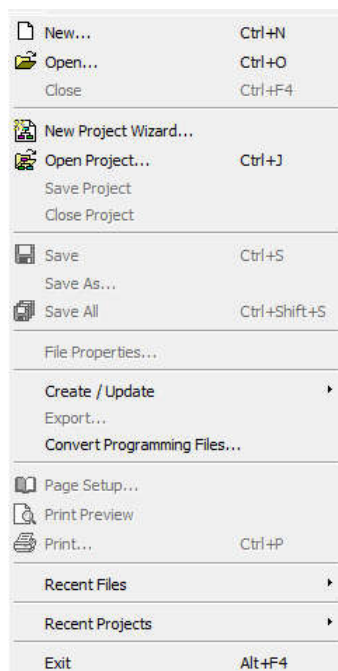 New... Ctrl+N
Open... Ctrl+O
Close Ctrl+F4
New Project Wizard...
Open Project... Ctrl+J
Save Project
Close Project
Save Ctrl+S
Save As...
Save All Ctrl+Shift+S
File Properties...
Create / Update
Export...
Convert Programming Files...
Page Setup...
Print Preview
Print... Ctrl+P
Recent Files
Recent Projects
Exit Alt+F4